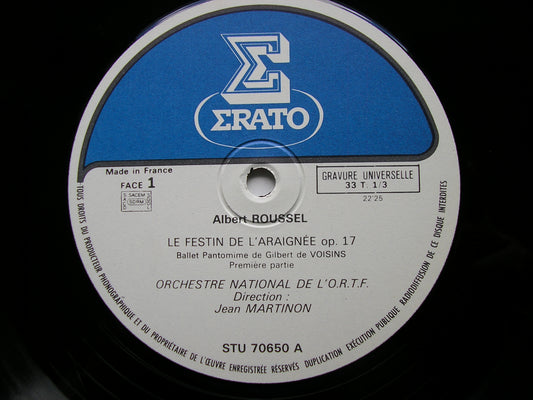 Σ
ΣRATO
Made in France
FACE 1
SACEM
SDRM
GRAVURE UNIVERSELLE
33 T. 1/3
22'25
Albert ROUSSEL
LE FESTIN DE L'ARAIGNÉE op. 17
Ballet Pantomime de Gilbert de VOISINS
Première partie
ORCHESTRE NATIONAL DE L'O.R.T.F.
Direction :
Jean MARTINON
STU 70650 A
TOUS DROITS DU PRODUCTEUR PHONOGRAPHIQUE ET DU PROPRIÉTAIRE DE L'ŒUVRE ENREGISTRÉE RÉSERVÉS DUPLICATION EXÉCUTION PUBLIQUE RADIODIFFUSION DE CE DISQUE INTERDITES